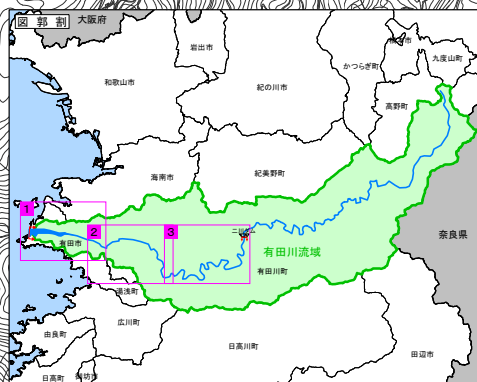 図郭割
大阪府
岩出市
和歌山市
紀の川市
かつらぎ町
九度山町
高野町
海南市
紀美野町
1
2
3
有田市
奈良県
有田川流域
有田川町
湯浅町
広川町
由良町
日高川町
田辺市
日高町
御坊市